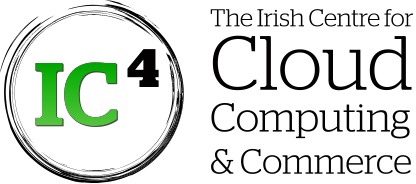 IC4
The Irish Centre for
Cloud
Computing
& Commerce